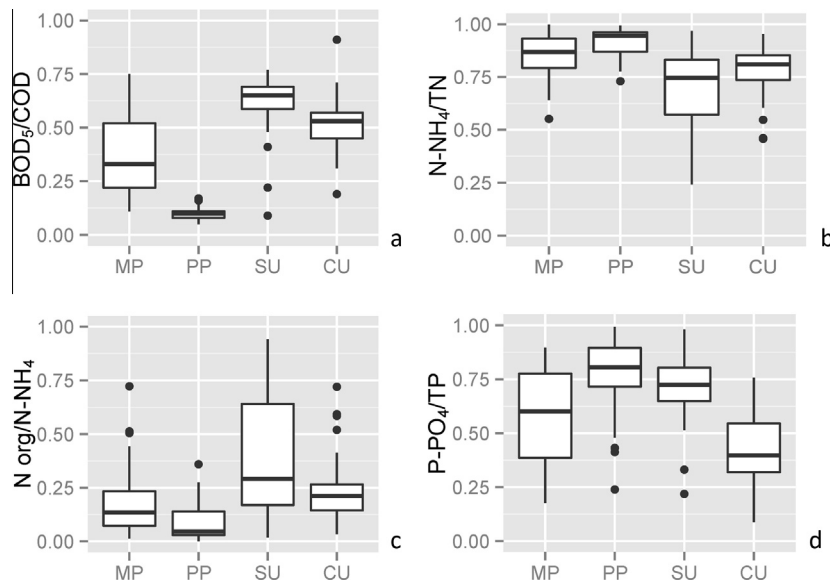 BOD5/COD
1.00
0.75
0.50
0.25
0.00
MP PP SU CU
a
N-NH4/TN
1.00
0.75
0.50
0.25
0.00
MP PP SU CU
b
N org/N-NH4
1.00
0.75
0.50
0.25
0.00
MP PP SU CU
c
P-PO4/TP
1.00
0.75
0.50
0.25
0.00
MP PP SU CU
d